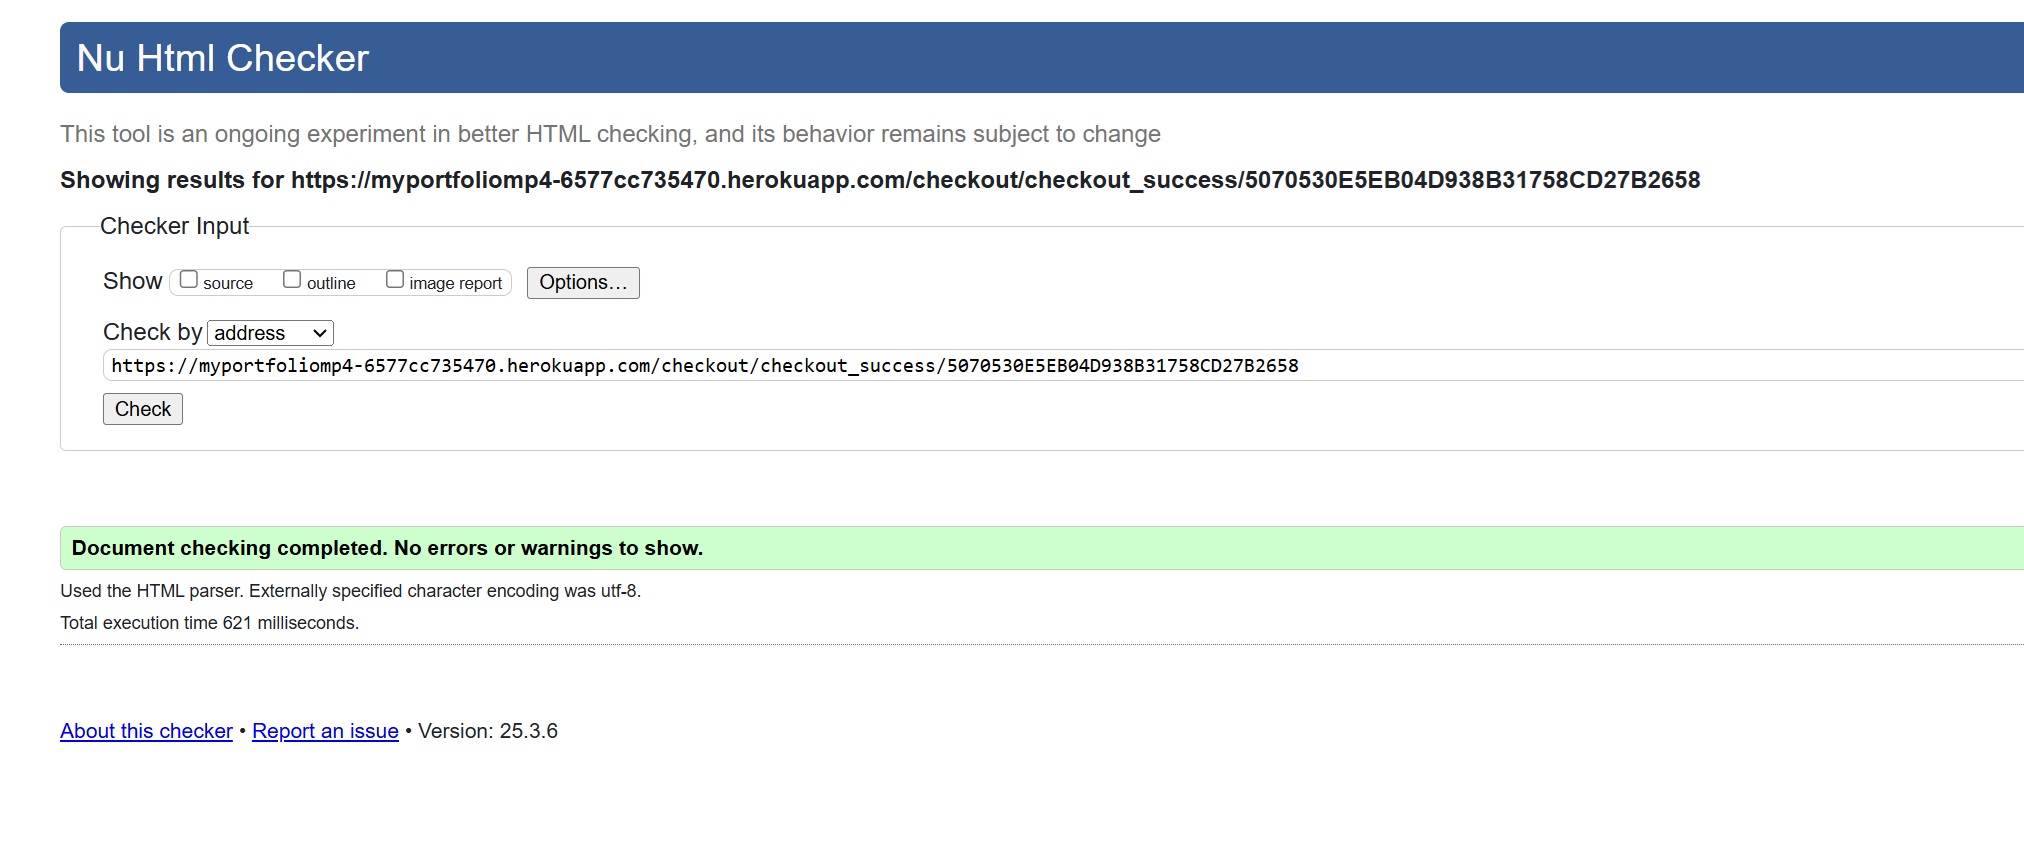 Nu Html Checker
This tool is an ongoing experiment in better HTML checking, and its behavior remains subject to change
Showing results for https://myportfoliomp4-6577cc735470.herokuapp.com/checkout/checkout_success/5070530E5EB04D938B31758CD27B2658
Checker Input
Show source outline image report Options...
Check by address
https://myportfoliomp4-6577cc735470.herokuapp.com/checkout/checkout_success/5070530E5EB04D938B31758CD27B2658
Check
Document checking completed. No errors or warnings to show.
Used the HTML parser. Externally specified character encoding was utf-8.
Total execution time 621 milliseconds.
About this checker • Report an issue • Version: 25.3.6